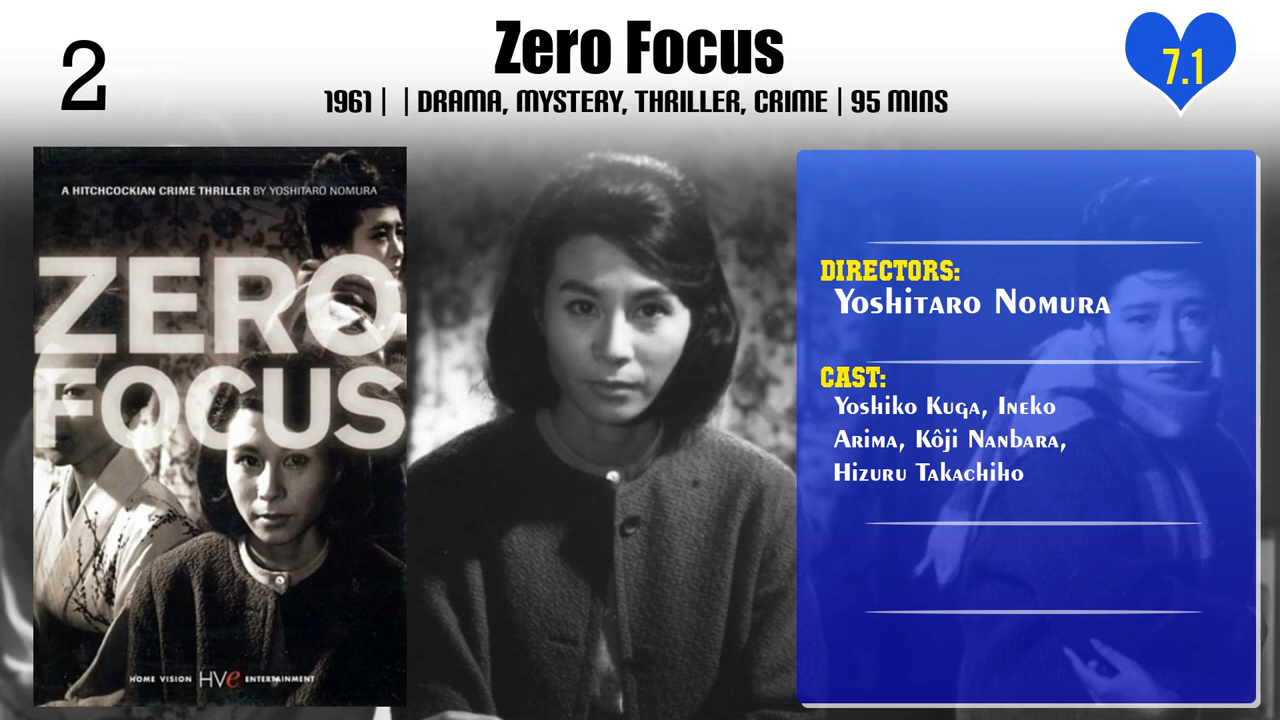 2
Zero Focus
7.1
1961 | | DRAMA, MYSTERY, THRILLER, CRIME | 95 MINS
A HITCHCOCKIAN CRIME THRILLER BY YOSHITARO NOMURA
ZERO
FOCUS
HOME VISION HVe ENTERTAINMENT
DIRECTORS:
Yoshitaro Nomura
CAST:
Yoshiko Kuga, Ineko
Arima, Kôji Nanbara,
Hizuru Takachiho